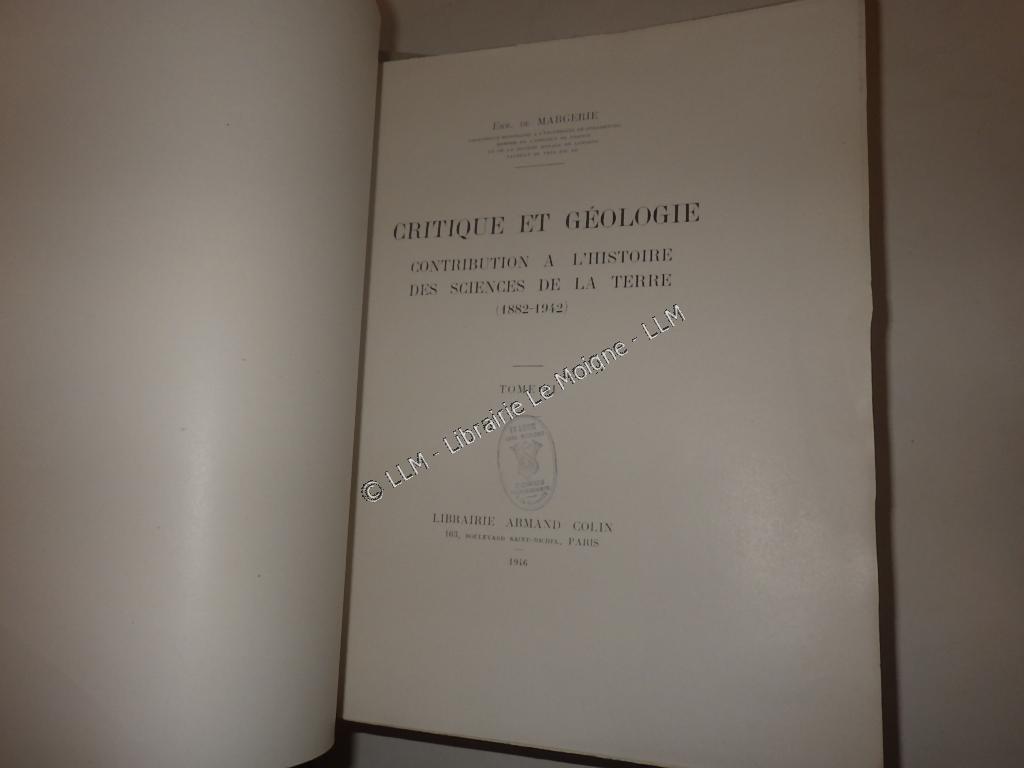 EMM. DE MARGERIE
CRITIQUE ET GÉOLOGIE
CONTRIBUTION A L'HISTOIRE
DES SCIENCES DE LA TERRE
(1882-1942)
TOME
LIBRAIRIE ARMAND COLIN
103, BOULEVARD SAINT-MICHEL, PARIS
1946
© LLM - Librairie Le Moigne - LLM